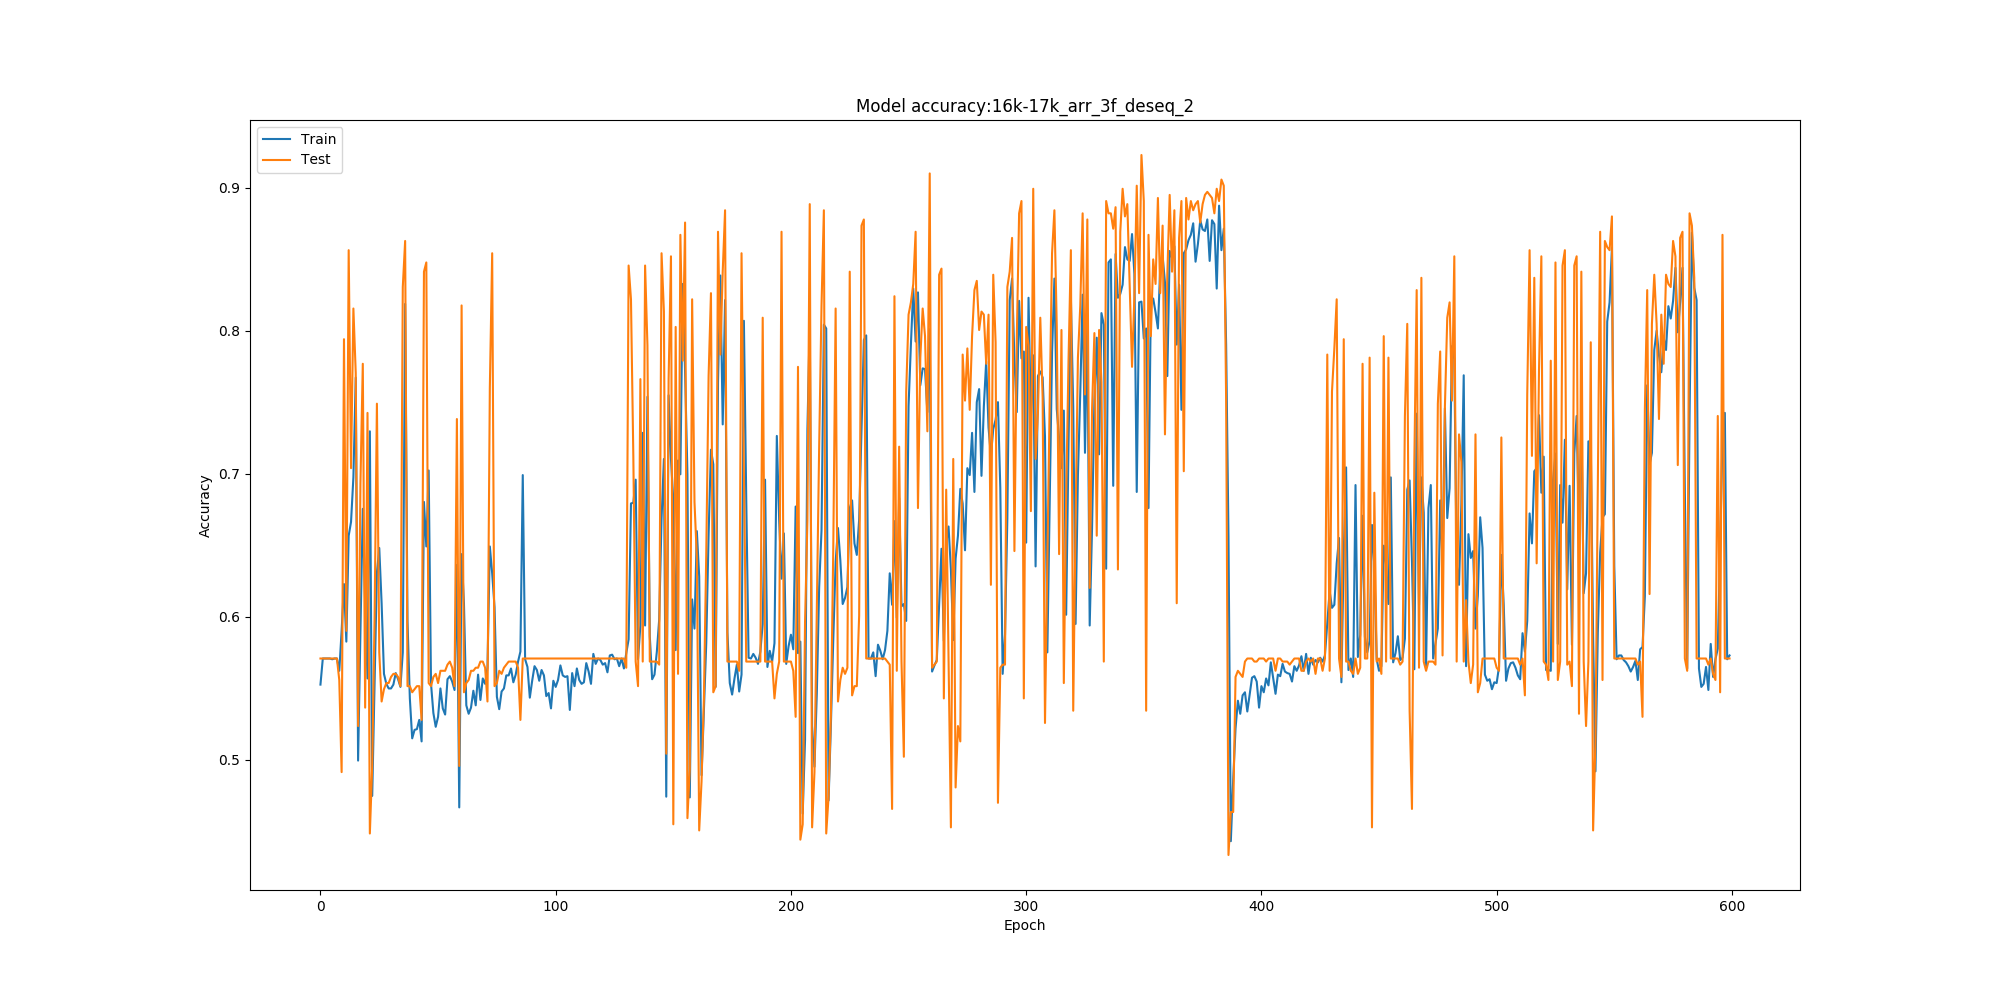 Model accuracy:16k-17k_arr_3f_deseq_2
Train
Test
0.9
0.8
0.7
0.6
0.5
Accuracy
0 100 200 300 400 500 600
Epoch